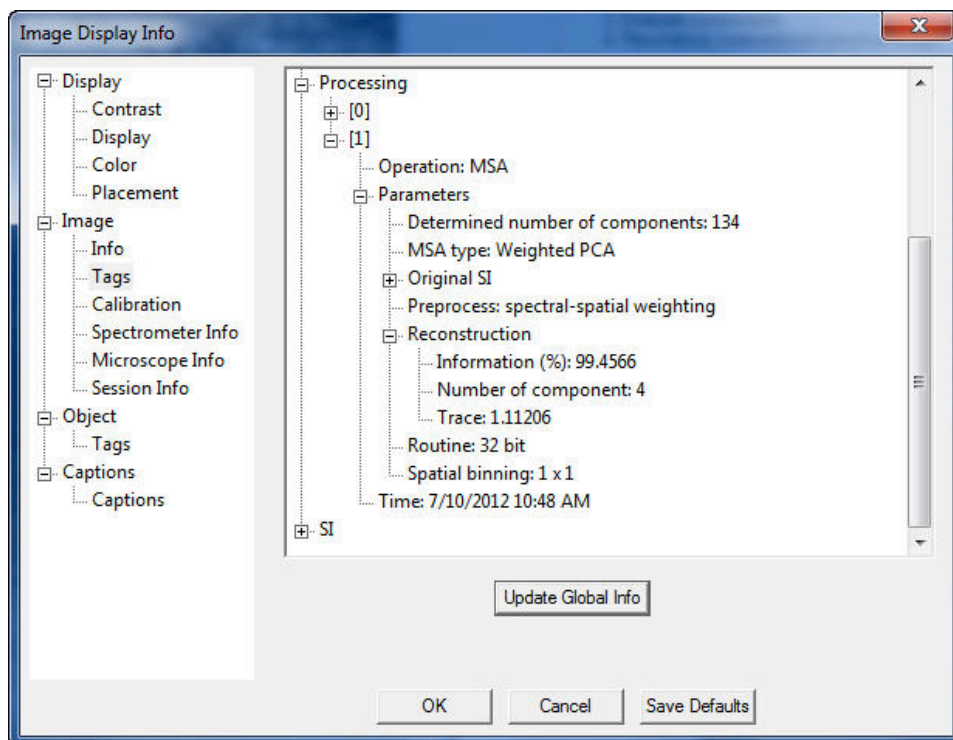 Image Display Info
Display
Contrast
Display
Color
Placement
Image
Info
Tags
Calibration
Spectrometer Info
Microscope Info
Session Info
Object
Tags
Captions
Captions
Processing
[0]
[1]
Operation: MSA
Parameters
Determined number of components: 134
MSA type: Weighted PCA
Original SI
Preprocess: spectral-spatial weighting
Reconstruction
Information (%): 99.4566
Number of component: 4
Trace: 1.11206
Routine: 32 bit
Spatial binning: 1 x 1
Time: 7/10/2012 10:48 AM
SI
Update Global Info
OK
Cancel
Save Defaults